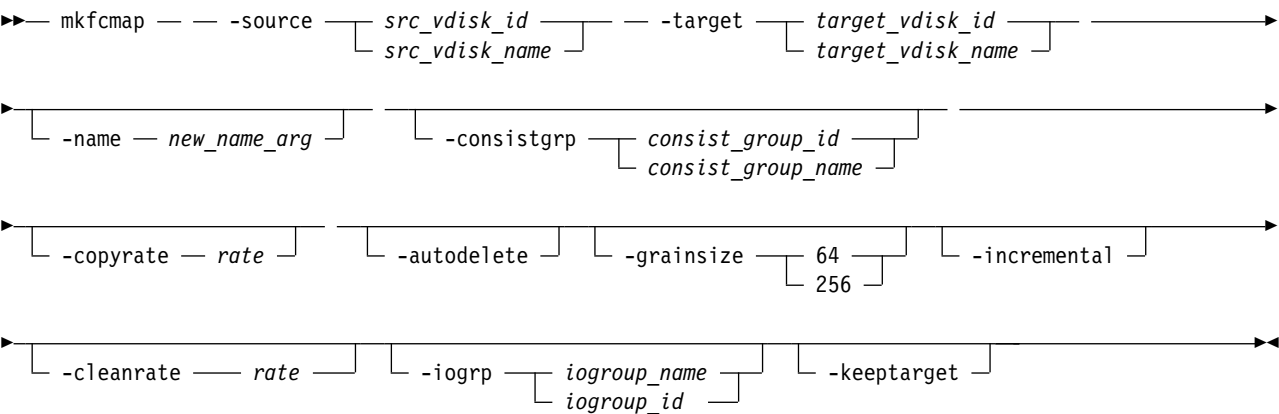 mkfcmap -source src_vdisk_id -target target_vdisk_id
src_vdisk_name target_vdisk_name
-name new_name_arg -consistgrp consist_group_id
consist_group_name
-copyrate rate -autodelete -grainsize 64 -incremental
256
-cleanrate rate -iogrp iogroup_name -keeptarget
iogroup_id